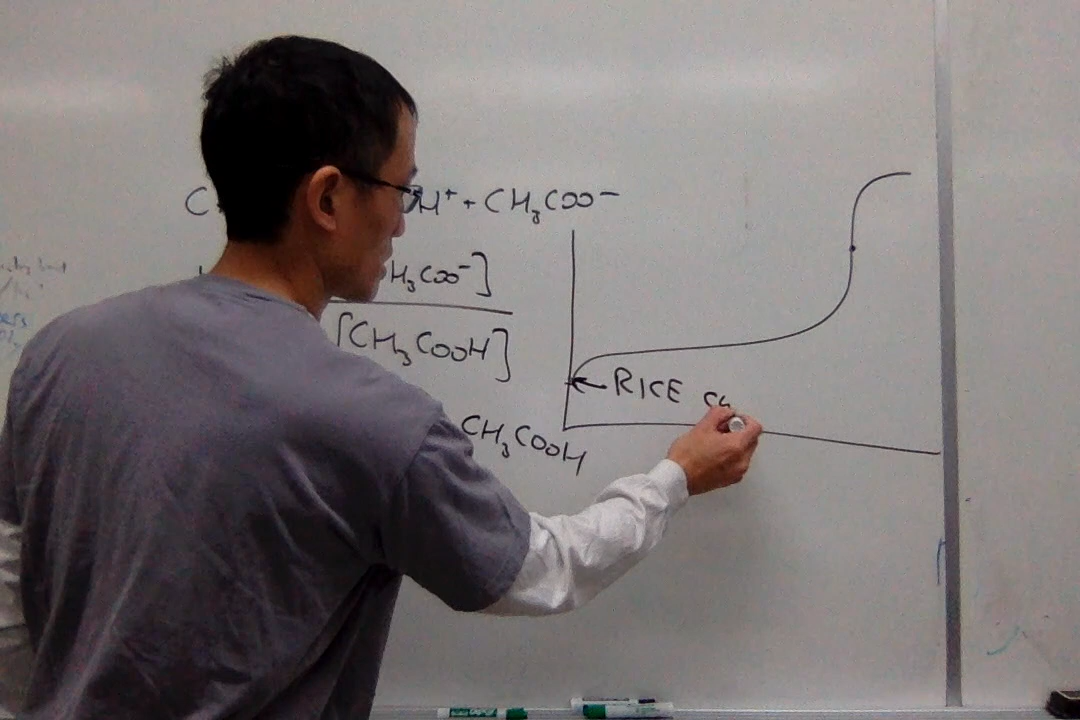 C H⁺ + CH₃COO⁻
H₃COO⁻]
[CH₃COOH]
← RICE
CH₃COOH